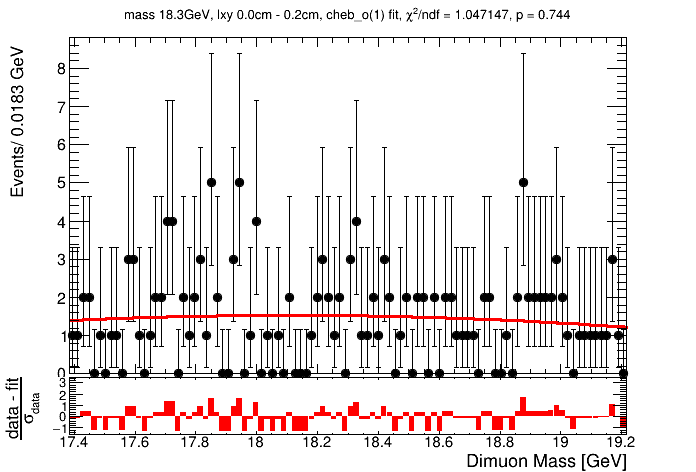 mass 18.3GeV, lxy 0.0cm - 0.2cm, cheb_o(1) fit, χ²/ndf = 1.047147, p = 0.744
Events/ 0.0183 GeV
8
7
6
5
4
3
2
1
0
data - fit
σdata
3
2
1
0
−1
17.4 17.6 17.8 18 18.2 18.4 18.6 18.8 19 19.2
Dimuon Mass [GeV]